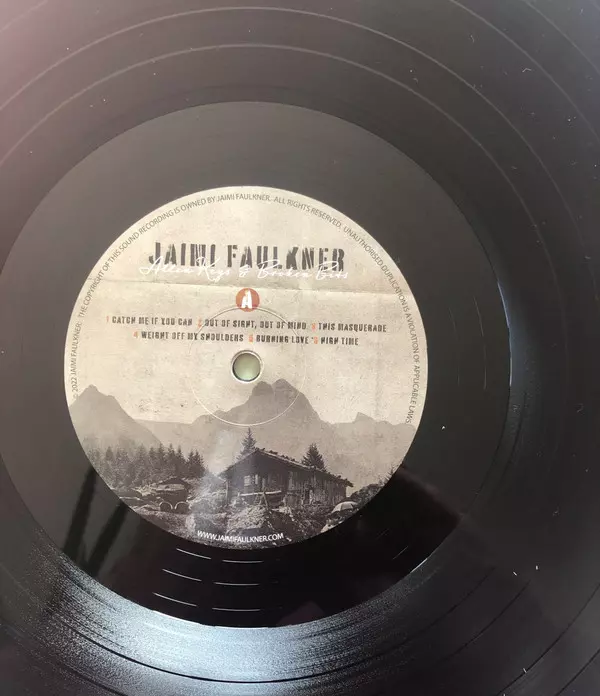 ℗ 2022 JAIMI FAULKNER. THE COPYRIGHT OF THIS SOUND RECORDING IS OWNED BY JAIMI FAULKNER. ALL RIGHTS RESERVED. UNAUTHORISED DUPLICATION IS A VIOLATION OF APPLICABLE LAWS
JAIMI FAULKNER
Allen Keys & Broken Bits
A
1 CATCH ME IF YOU CAN 2 OUT OF SIGHT, OUT OF MIND 3 THIS MASQUERADE
4 WEIGHT OFF MY SHOULDERS 5 BURNING LOVE 6 HIGH TIME
WWW.JAIMIFAULKNER.COM